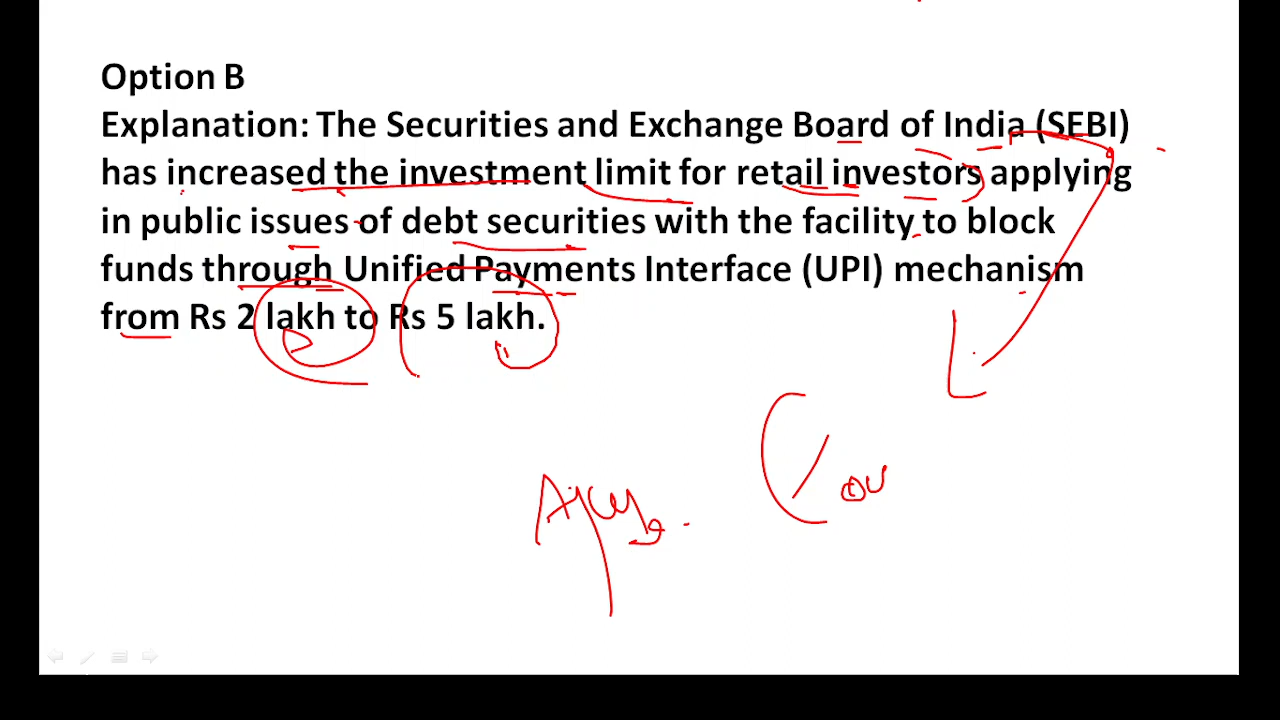 Option B
Explanation: The Securities and Exchange Board of India (SEBI)
has increased the investment limit for retail investors applying
in public issues of debt securities with the facility to block
funds through Unified Payments Interface (UPI) mechanism
from Rs 2 lakh to Rs 5 lakh.